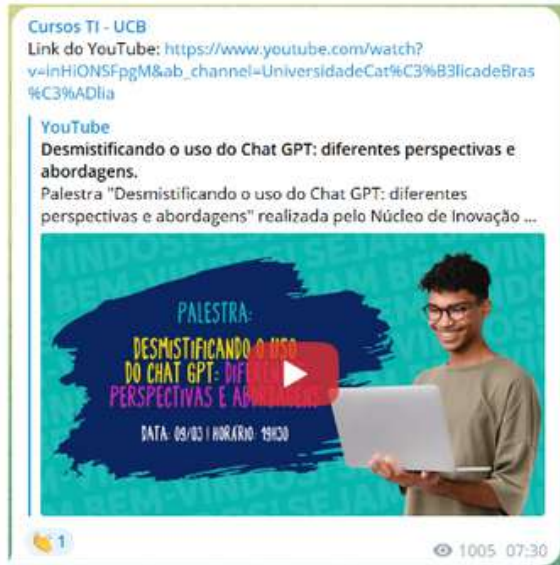 Cursos TI - UCB
Link do YouTube: https://www.youtube.com/watch?
v=inHiONSFpgM&ab_channel=UniversidadeCat%C3%B3licadeBras
%C3%ADlia
YouTube
Desmistificando o uso do Chat GPT: diferentes perspectivas e
abordagens.
Palestra "Desmistificando o uso do Chat GPT: diferentes
perspectivas e abordagens" realizada pelo Núcleo de Inovação ...
PALESTRA:
DESMISTIFICANDO O USO
DO CHAT GPT:
PERSPECTIVAS E
DATA: 09/03 | HORÁRIO: 19H30
1
1005 07:30